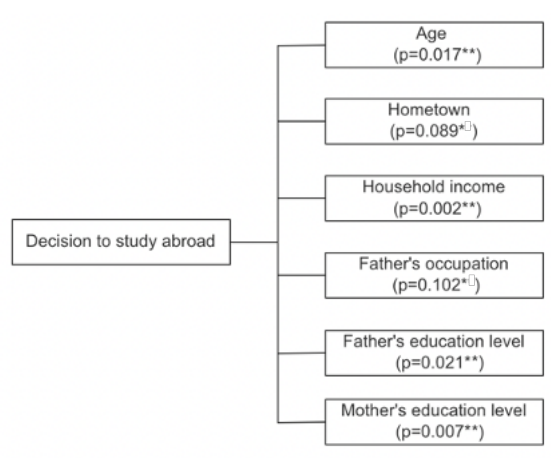 Age
(p=0.017**)
Hometown
(p=0.089*▯)
Household income
(p=0.002**)
Decision to study abroad
Father's occupation
(p=0.102*▯)
Father's education level
(p=0.021**)
Mother's education level
(p=0.007**)